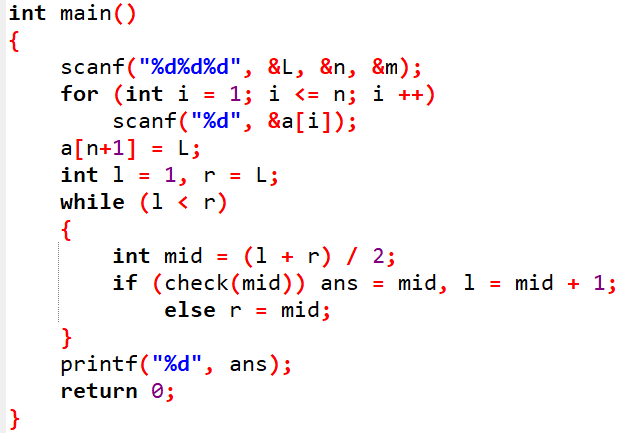 int main()
{
    scanf("%d%d%d", &L, &n, &m);
    for (int i = 1; i <= n; i ++)
        scanf("%d", &a[i]);
    a[n+1] = L;
    int l = 1, r = L;
    while (l < r)
    {
        int mid = (l + r) / 2;
        if (check(mid)) ans = mid, l = mid + 1;
            else r = mid;
    }
    printf("%d", ans);
    return 0;
}